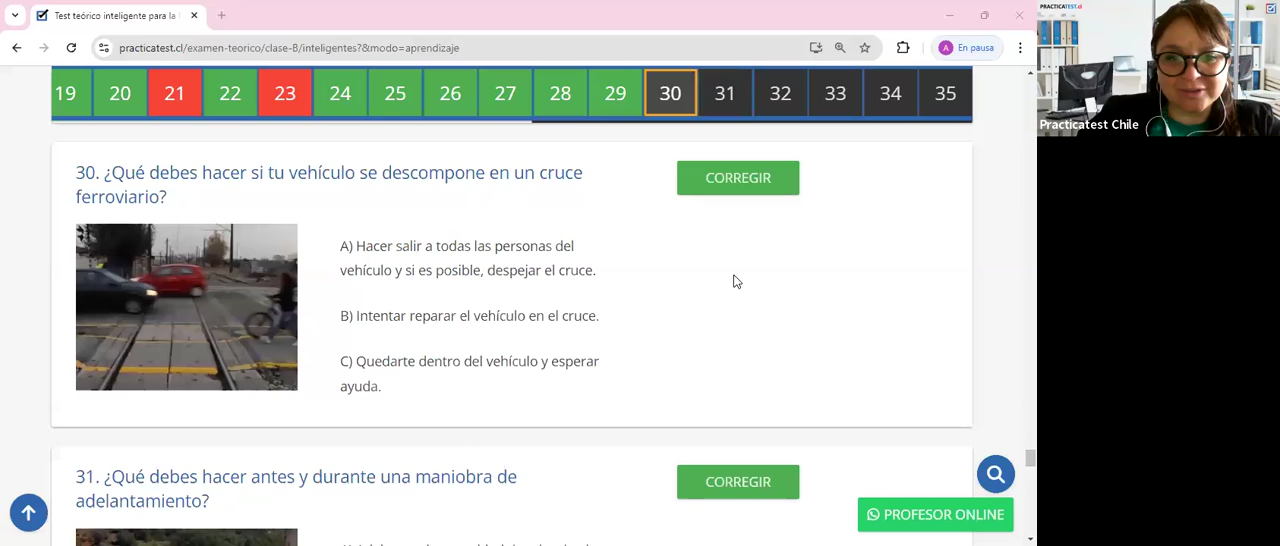 Test teórico inteligente para la
practicatest.cl/examen-teorico/clase-B/inteligentes?&modo=aprendizaje
A
En pausa
PRACTICATEST.cl
19 20 21 22 23 24 25 26 27 28 29 30 31 32 33 34 35
Practicatest Chile
30. ¿Qué debes hacer si tu vehículo se descompone en un cruce
ferroviario?
CORREGIR
A) Hacer salir a todas las personas del
vehículo y si es posible, despejar el cruce.
B) Intentar reparar el vehículo en el cruce.
C) Quedarte dentro del vehículo y esperar
ayuda.
31. ¿Qué debes hacer antes y durante una maniobra de
adelantamiento?
CORREGIR
PROFESOR ONLINE